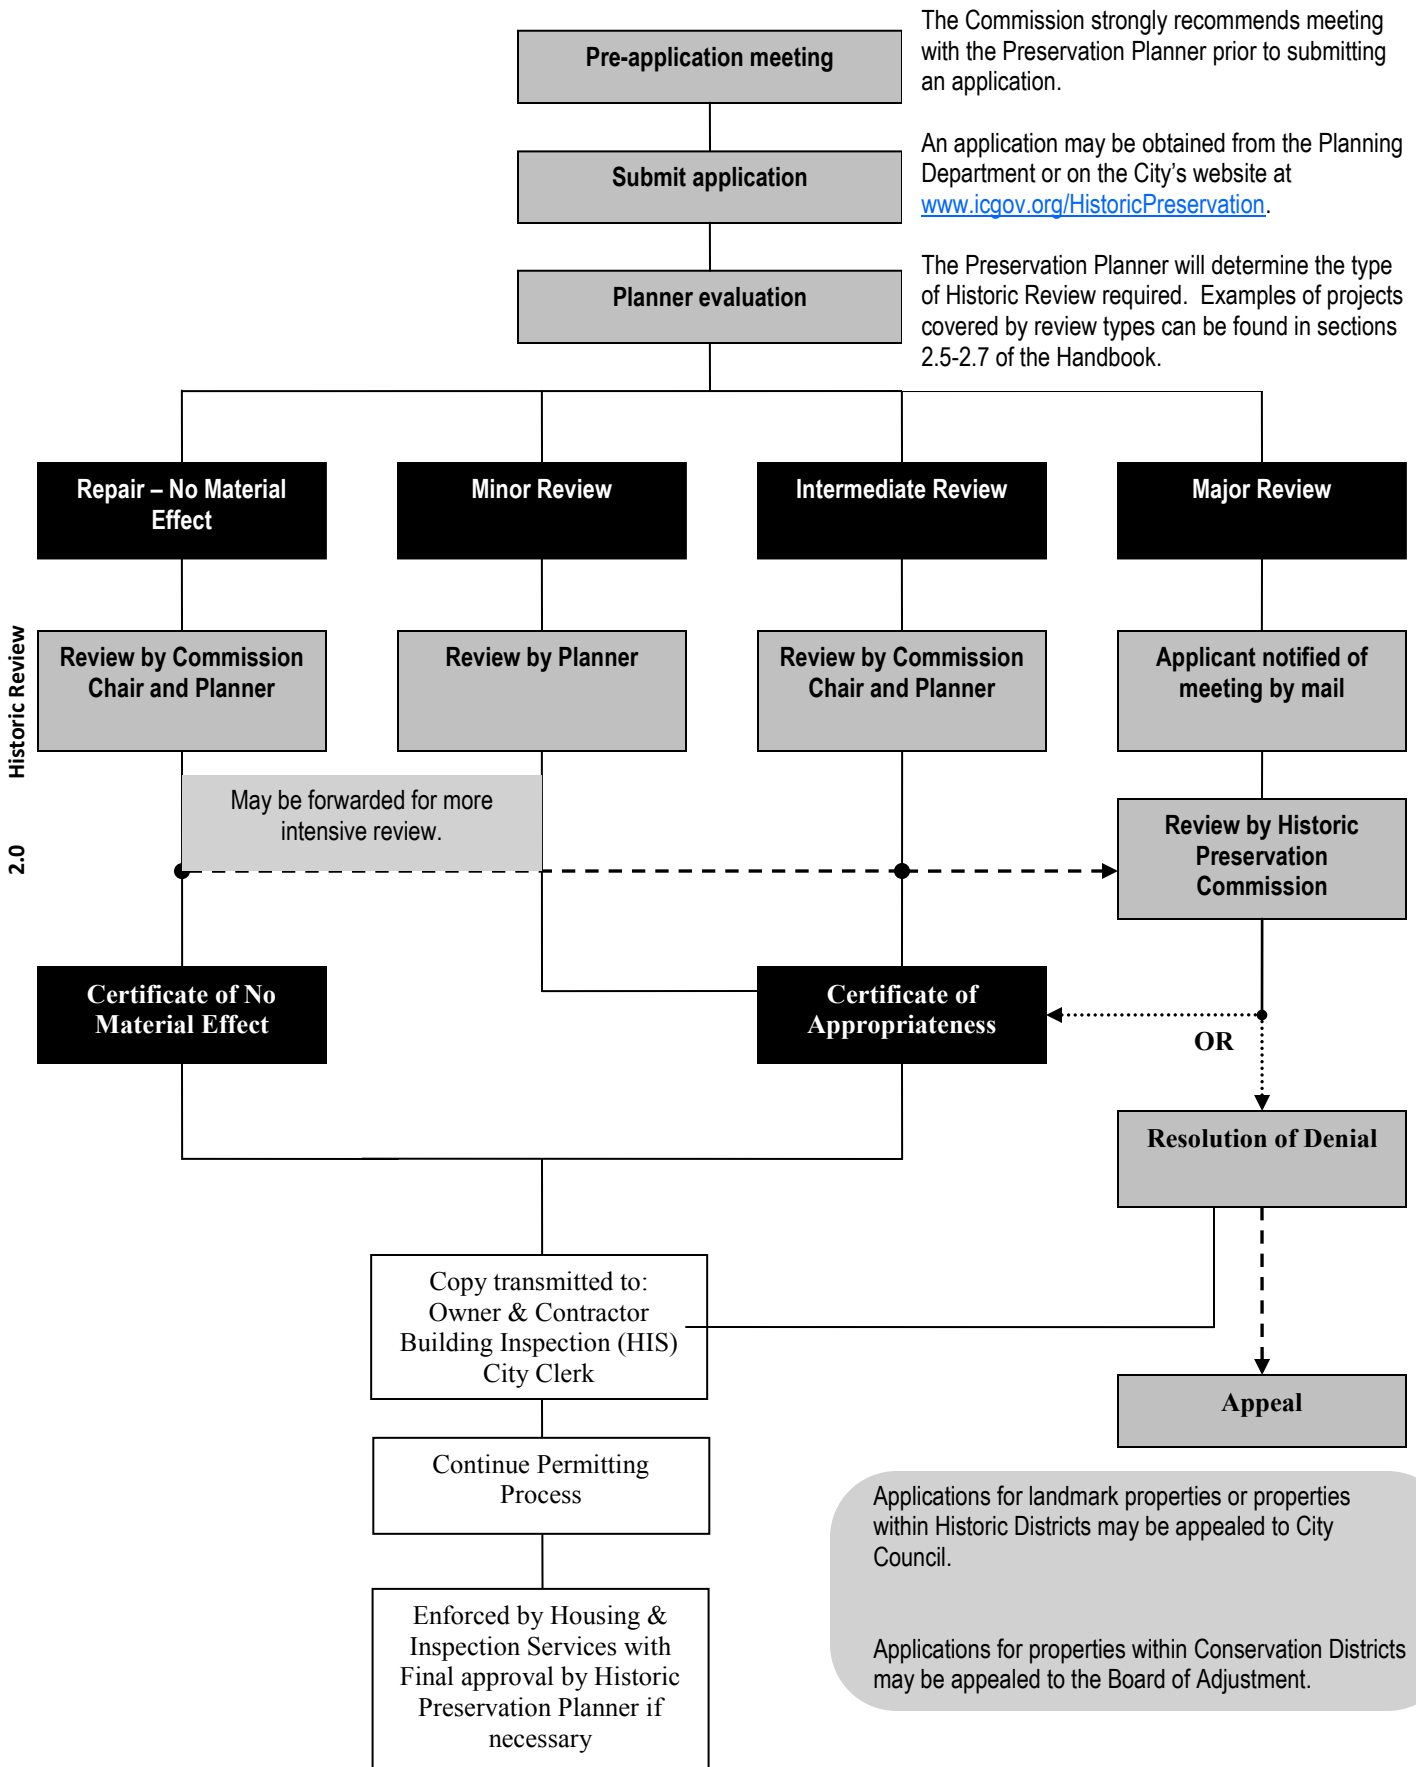 Pre-application meeting
The Commission strongly recommends meeting
with the Preservation Planner prior to submitting
an application.
Submit application
An application may be obtained from the Planning
Department or on the City’s website at
www.icgov.org/HistoricPreservation.
Planner evaluation
The Preservation Planner will determine the type
of Historic Review required.  Examples of projects
covered by review types can be found in sections
2.5-2.7 of the Handbook.
Repair – No Material
Effect
Minor Review
Intermediate Review
Major Review
Review by Commission
Chair and Planner
Review by Planner
Review by Commission
Chair and Planner
Applicant notified of
meeting by mail
2.0 Historic Review
May be forwarded for more
intensive review.
Review by Historic
Preservation
Commission
Certificate of No
Material Effect
Certificate of
Appropriateness
OR
Resolution of Denial
Copy transmitted to:
Owner & Contractor
Building Inspection (HIS)
City Clerk
Appeal
Continue Permitting
Process
Applications for landmark properties or properties
within Historic Districts may be appealed to City
Council.
Applications for properties within Conservation Districts
may be appealed to the Board of Adjustment.
Enforced by Housing &
Inspection Services with
Final approval by Historic
Preservation Planner if
necessary